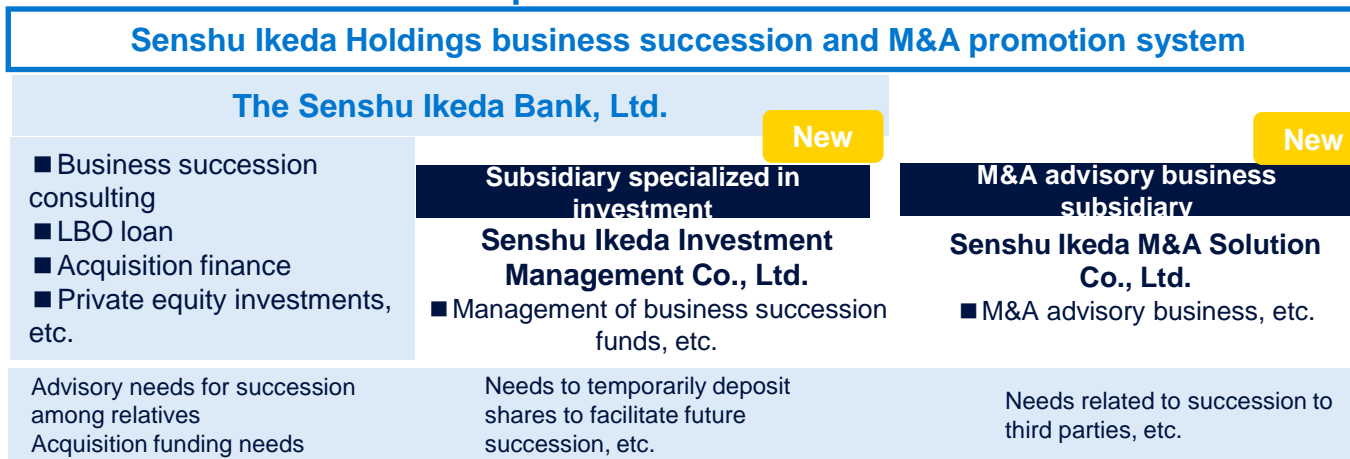 Senshu Ikeda Holdings business succession and M&A promotion system
The Senshu Ikeda Bank, Ltd.
New
New
■ Business succession
consulting
■ LBO loan
■ Acquisition finance
■ Private equity investments,
etc.
Subsidiary specialized in
investment
Senshu Ikeda Investment
Management Co., Ltd.
■ Management of business succession
funds, etc.
M&A advisory business
subsidiary
Senshu Ikeda M&A Solution
Co., Ltd.
■ M&A advisory business, etc.
Advisory needs for succession
among relatives
Acquisition funding needs
Needs to temporarily deposit
shares to facilitate future
succession, etc.
Needs related to succession to
third parties, etc.